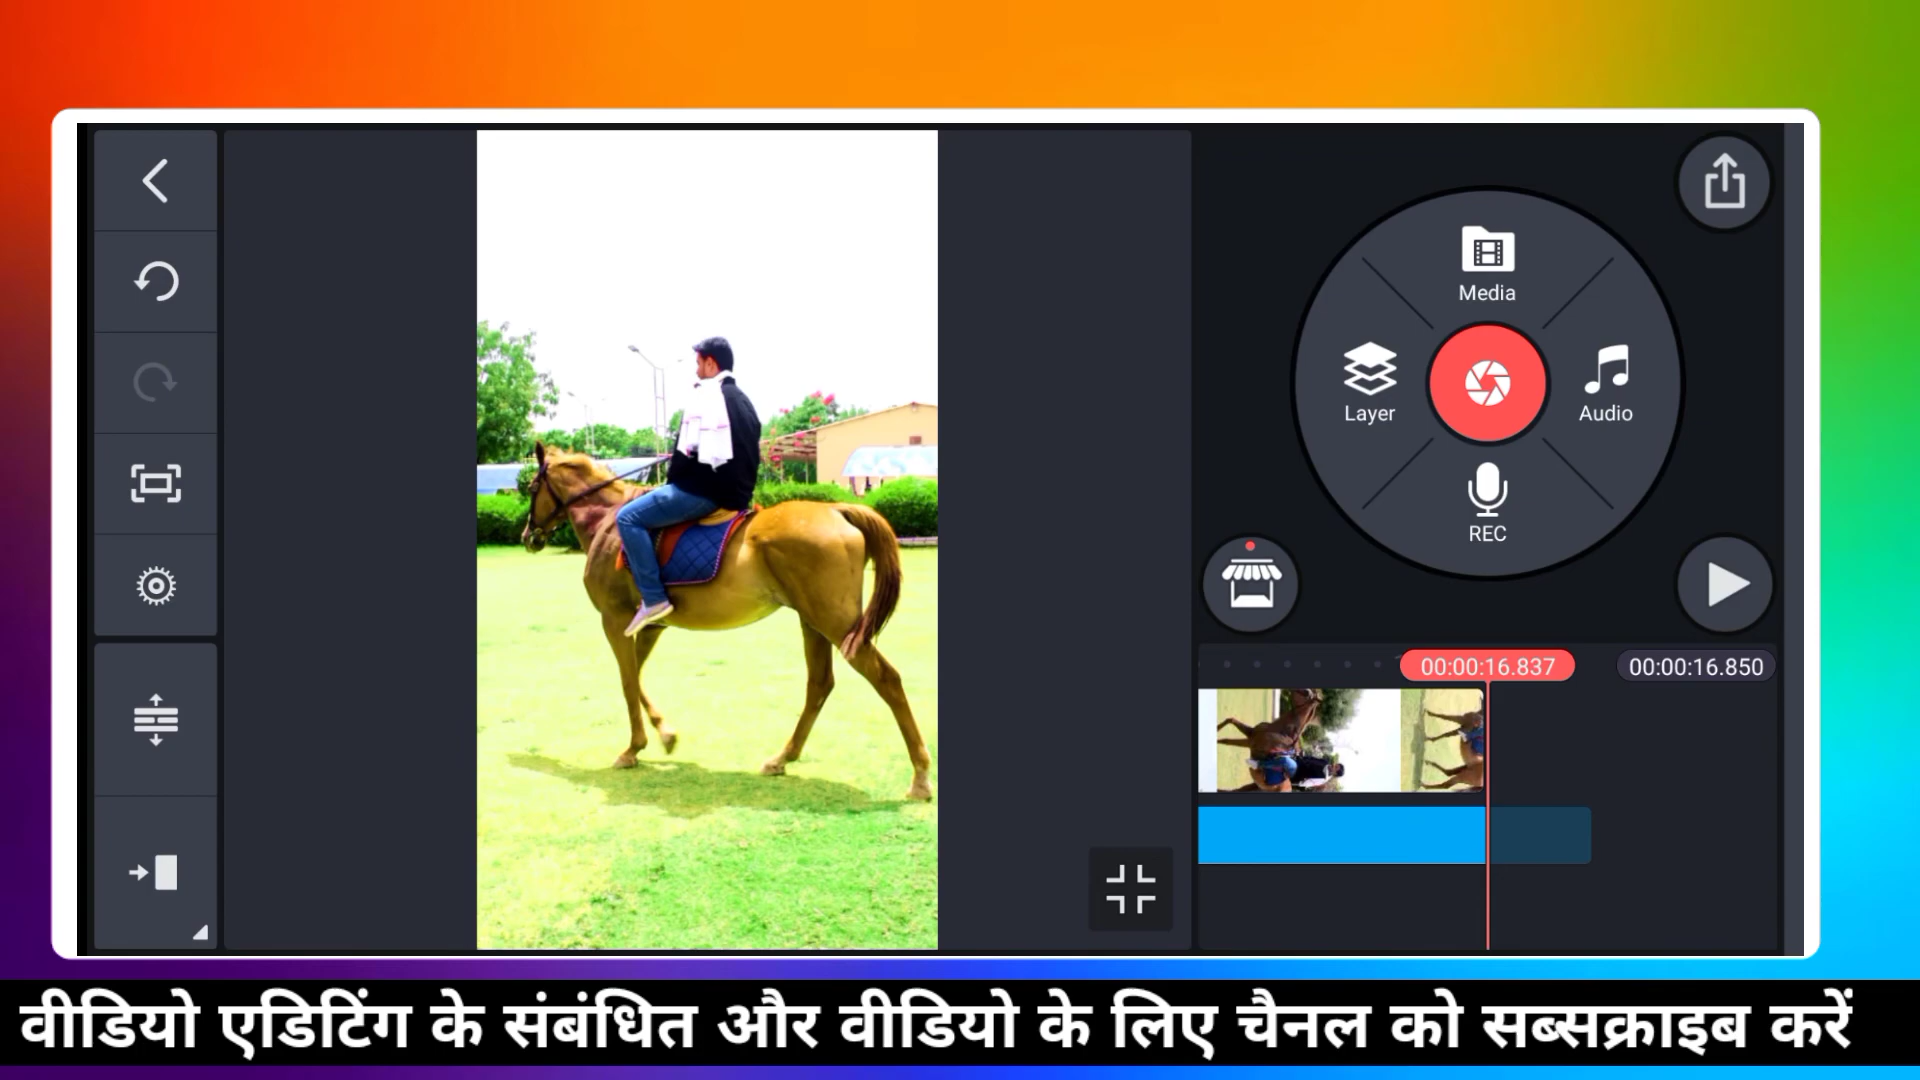 Media
Layer
Audio
REC
00:00:16.837
00:00:16.850
वीडियो एडिटिंग के संबंधित और वीडियो के लिए चैनल को सब्सक्राइब करें